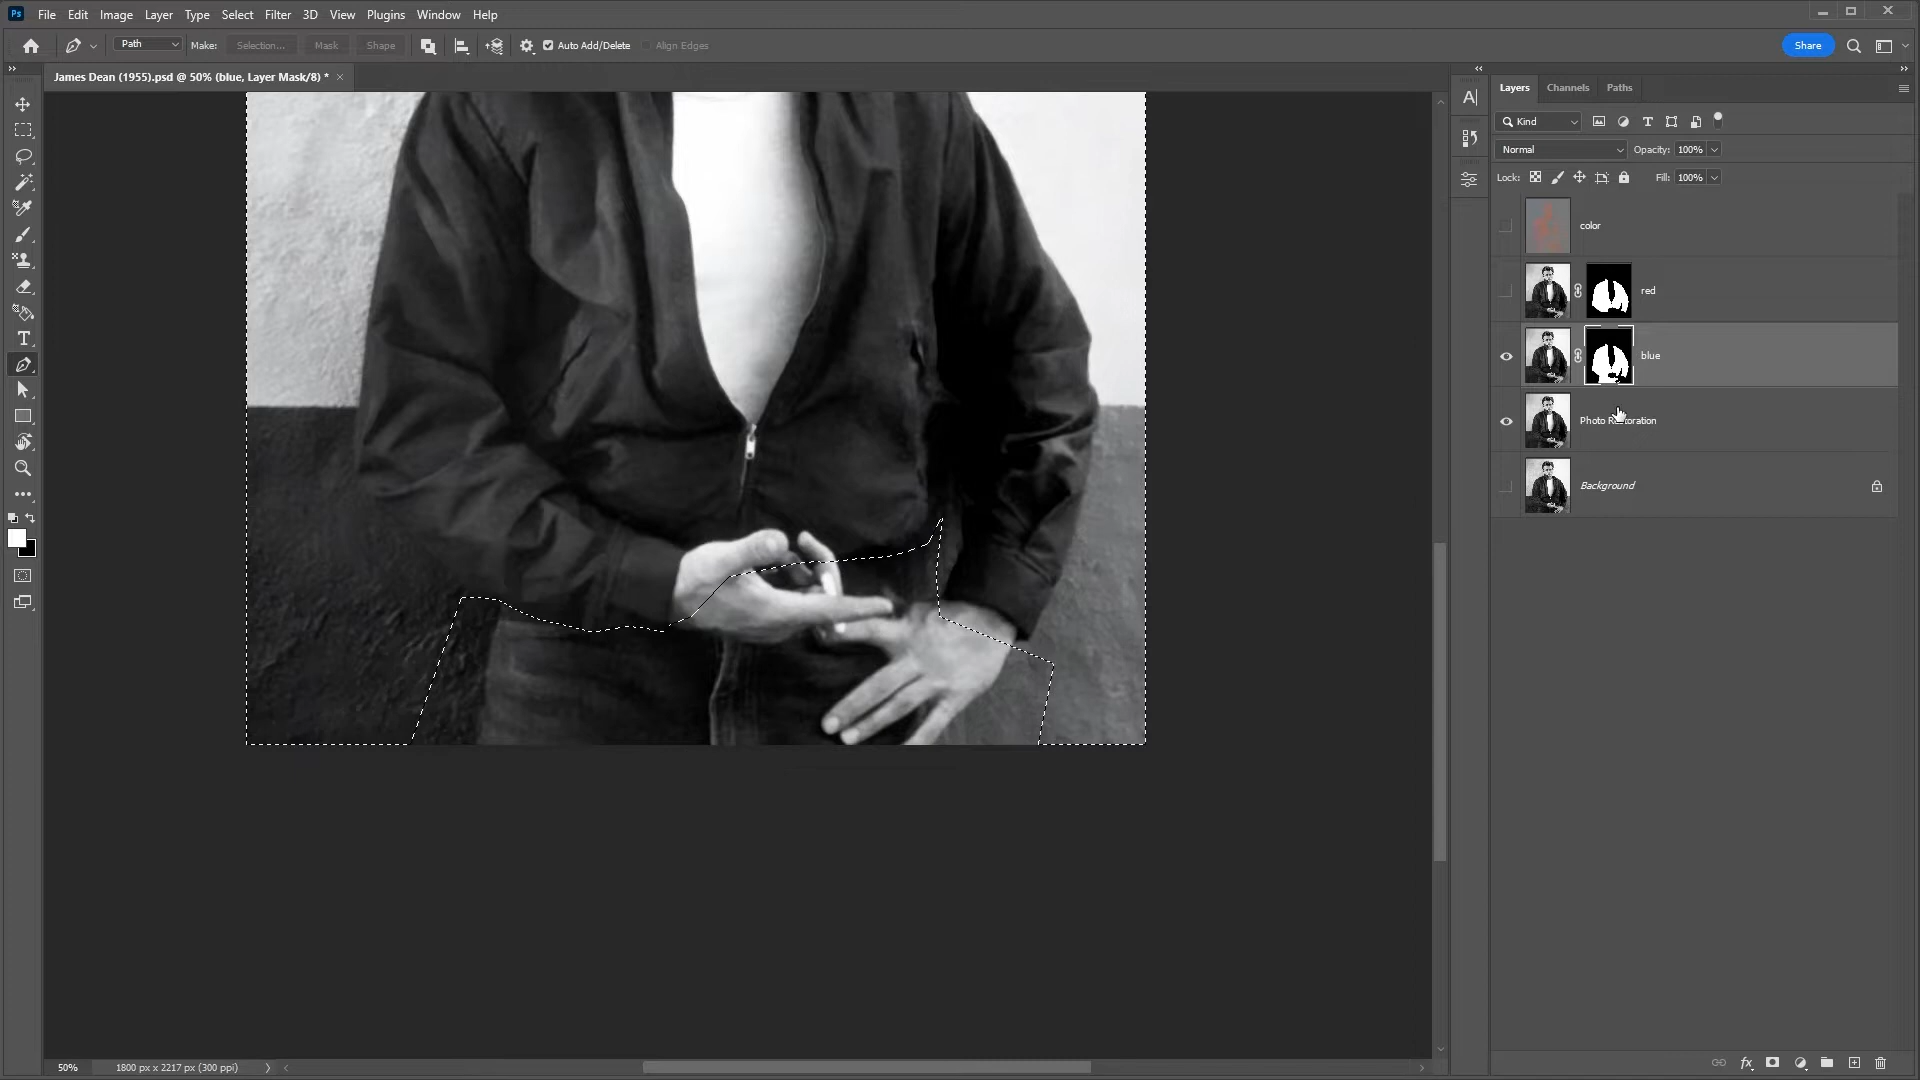 Ps File Edit Image Layer Type Select Filter 3D View Plugins Window Help
Path Make: Selection... Mask Shape Auto Add/Delete Align Edges Share
James Dean (1955).psd @ 50% (blue, Layer Mask/8) * ×
Layers Channels Paths
Kind
Normal Opacity: 100%
Lock: Fill: 100%
color
red
blue
Photo Restoration
Background
50% 1800 px x 2217 px (300 ppi)